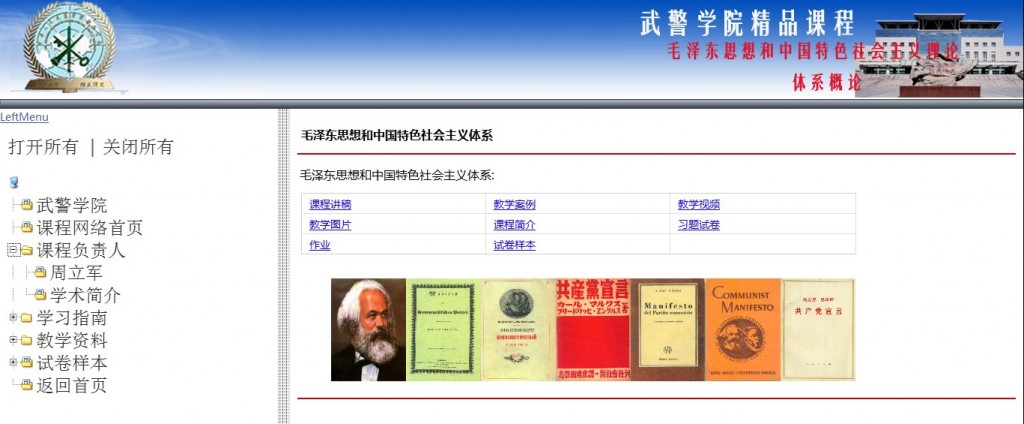 武警学院精品课程
毛泽东思想和中国特色社会主义理论
体系概论
LeftMenu
打开所有 | 关闭所有
武警学院
课程网络首页
课程负责人
周立军
学术简介
学习指南
教学资料
试卷样本
返回首页
毛泽东思想和中国特色社会主义体系
毛泽东思想和中国特色社会主义体系:
课程讲稿 教学案例 教学视频
教学图片 课程简介 习题试卷
作业 试卷样本
共産黨宣言
カール・マルクス
フリードリッヒ・エンゲルス
著
Manifesto
del Partito comunista
COMMUNIST
MANIFESTO
KARL MARX
共产党宣言